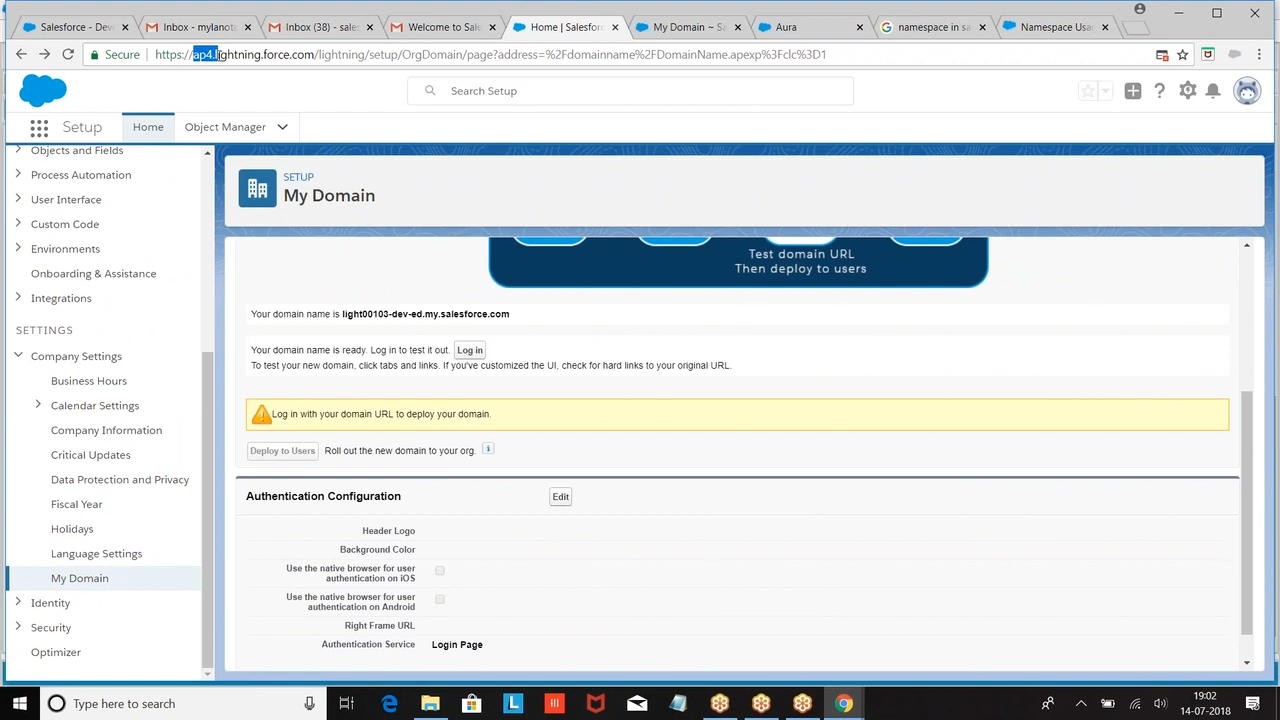 Salesforce - Deve
Inbox - mylanote
Inbox (38) - sales
Welcome to Sales
Home | Salesforce
My Domain ~ Sa
Aura
namespace in sa
Namespace Usag
Secure
https://ap4.lightning.force.com/lightning/setup/OrgDomain/page?address=%2Fdomainname%2FDomainName.apexp%3Fclc%3D1
Search Setup
Setup
Home
Object Manager
Objects and Fields
Process Automation
User Interface
Custom Code
Environments
Onboarding & Assistance
Integrations
SETTINGS
Company Settings
Business Hours
Calendar Settings
Company Information
Critical Updates
Data Protection and Privacy
Fiscal Year
Holidays
Language Settings
My Domain
Identity
Security
Optimizer
SETUP
My Domain
Test domain URL
Then deploy to users
Your domain name is light00103-dev-ed.my.salesforce.com
Your domain name is ready. Log in to test it out. Log in
To test your new domain, click tabs and links. If you've customized the UI, check for hard links to your original URL.
Log in with your domain URL to deploy your domain.
Deploy to Users Roll out the new domain to your org. i
Authentication Configuration Edit
Header Logo
Background Color
Use the native browser for user
authentication on iOS
Use the native browser for user
authentication on Android
Right Frame URL
Authentication Service Login Page
Type here to search
19:02
14-07-2018